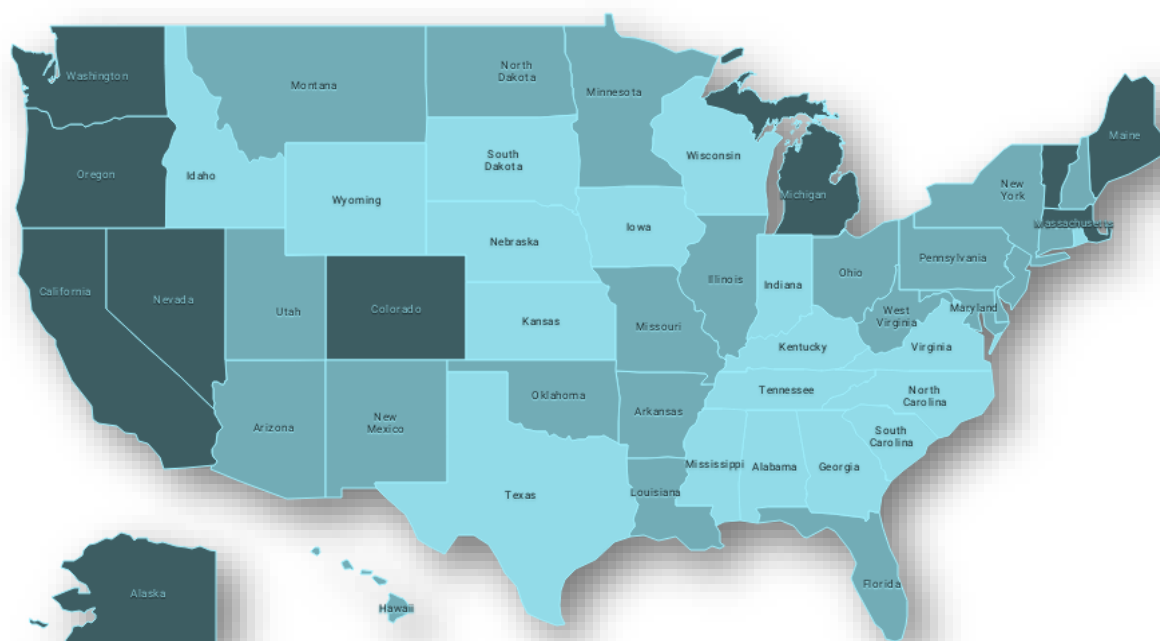 Washington
Montana
North
Dakota
Minnesota
Maine
Oregon
Idaho
South
Dakota
Wisconsin
Michigan
New
York
Wyoming
Massachusetts
Iowa
Nebraska
Pennsylvania
California
Nevada
Illinois
Indiana
Ohio
Utah
Colorado
Kansas
Missouri
West
Virginia
Maryland
Kentucky
Virginia
Tennessee
North
Carolina
Oklahoma
Arkansas
Arizona
New
Mexico
South
Carolina
Mississippi
Alabama
Georgia
Texas
Louisiana
Florida
Alaska
Hawaii